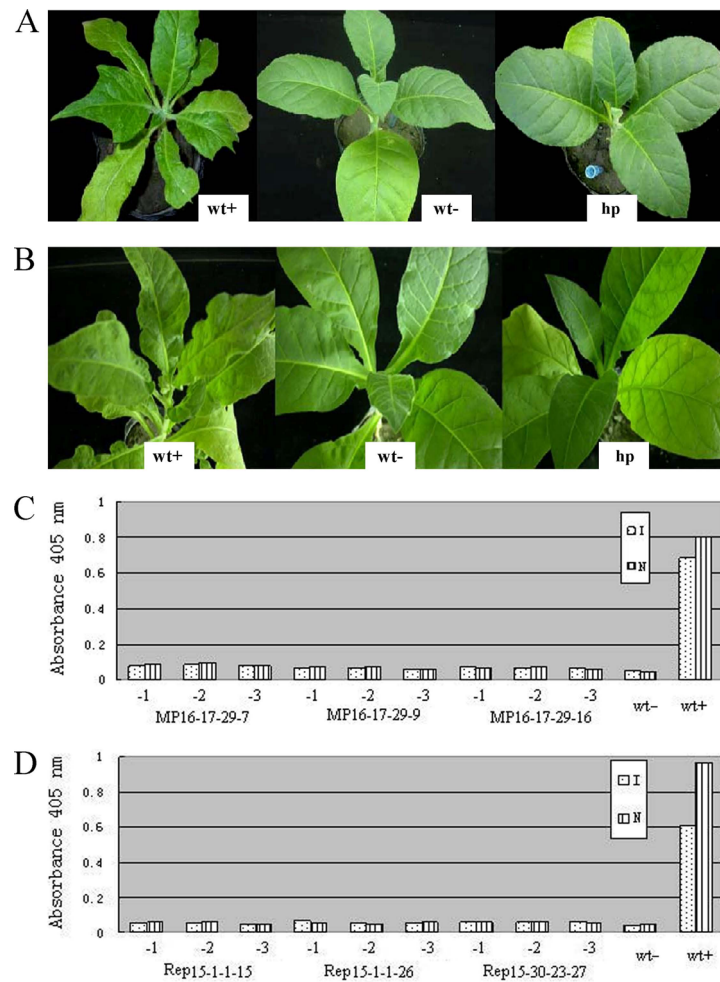 A
wt+ wt- hp
B
wt+ wt- hp
C
Absorbance 405 nm
1
0.8
0.6
0.4
0.2
0
I
N
-1 -2 -3 -1 -2 -3 -1 -2 -3 wt- wt+
MP16-17-29-7 MP16-17-29-9 MP16-17-29-16
D
Absorbance 405 nm
1
0.8
0.6
0.4
0.2
0
I
N
-1 -2 -3 -1 -2 -3 -1 -2 -3 wt- wt+
Rep15-1-1-15 Rep15-1-1-26 Rep15-30-23-27